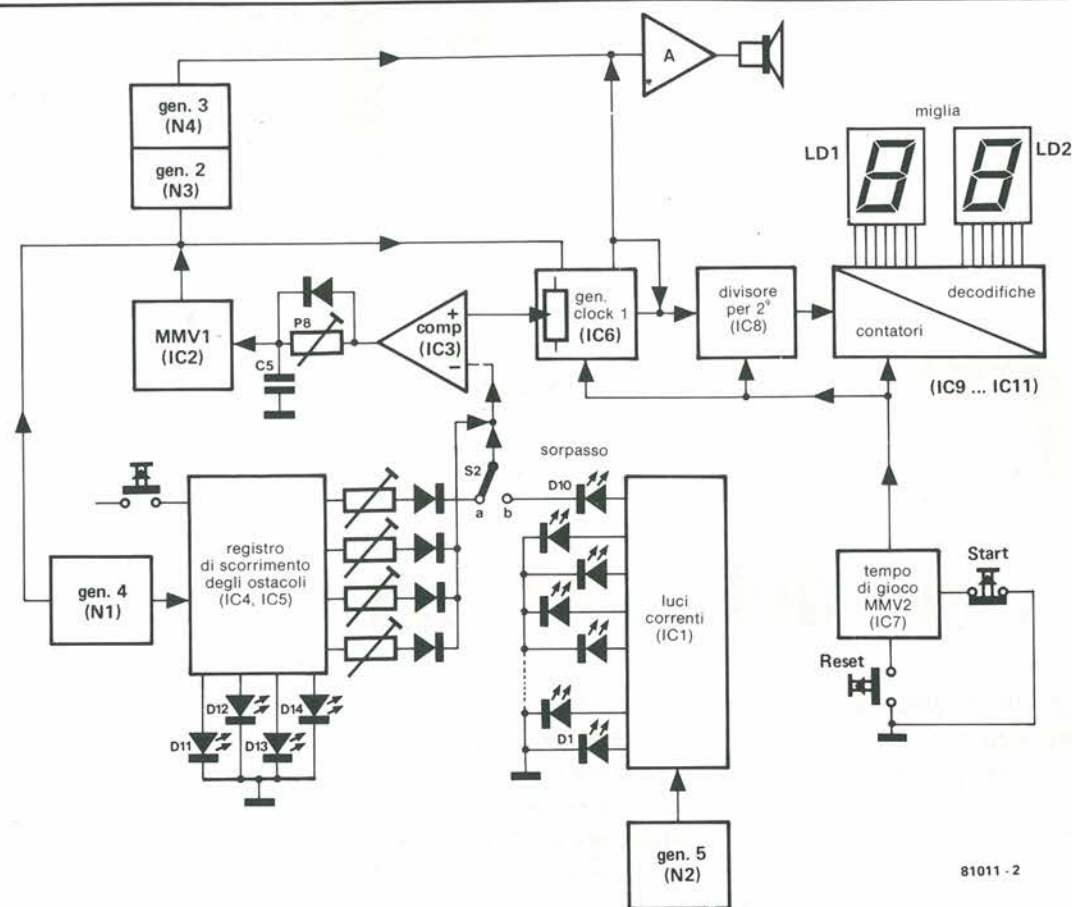 A
miglia
LD1
LD2
gen. 3
(N4)
gen. 2
(N3)
MMV1
(IC2)
P8
C5
comp
(IC3)
+
−
gen.
clock 1
(IC6)
divisore
per 2⁹
(IC8)
decodifiche
contatori
(IC9 ... IC11)
sorpasso
S2
a
b
D10
registro
di scorrimento
degli ostacoli
(IC4, IC5)
gen. 4
(N1)
D12
D14
D11
D13
luci
correnti
(IC1)
D1
tempo
di gioco
MMV2
(IC7)
Start
Reset
gen. 5
(N2)
81011 - 2